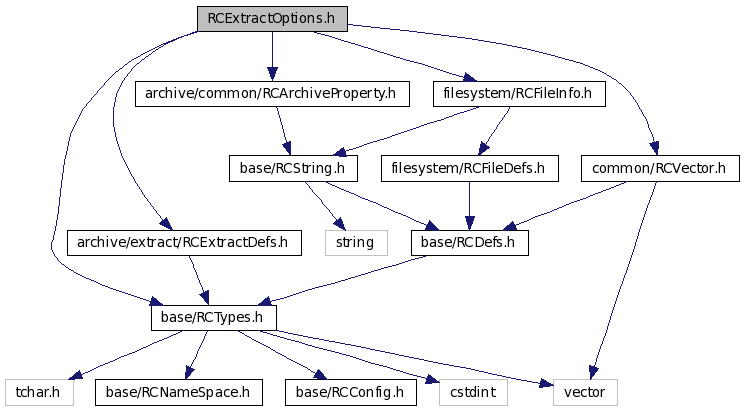 RCExtractOptions.h
archive/common/RCArchiveProperty.h
filesystem/RCFileInfo.h
base/RCString.h
filesystem/RCFileDefs.h
common/RCVector.h
archive/extract/RCExtractDefs.h
string
base/RCDefs.h
base/RCTypes.h
tchar.h
base/RCNameSpace.h
base/RCConfig.h
cstdint
vector